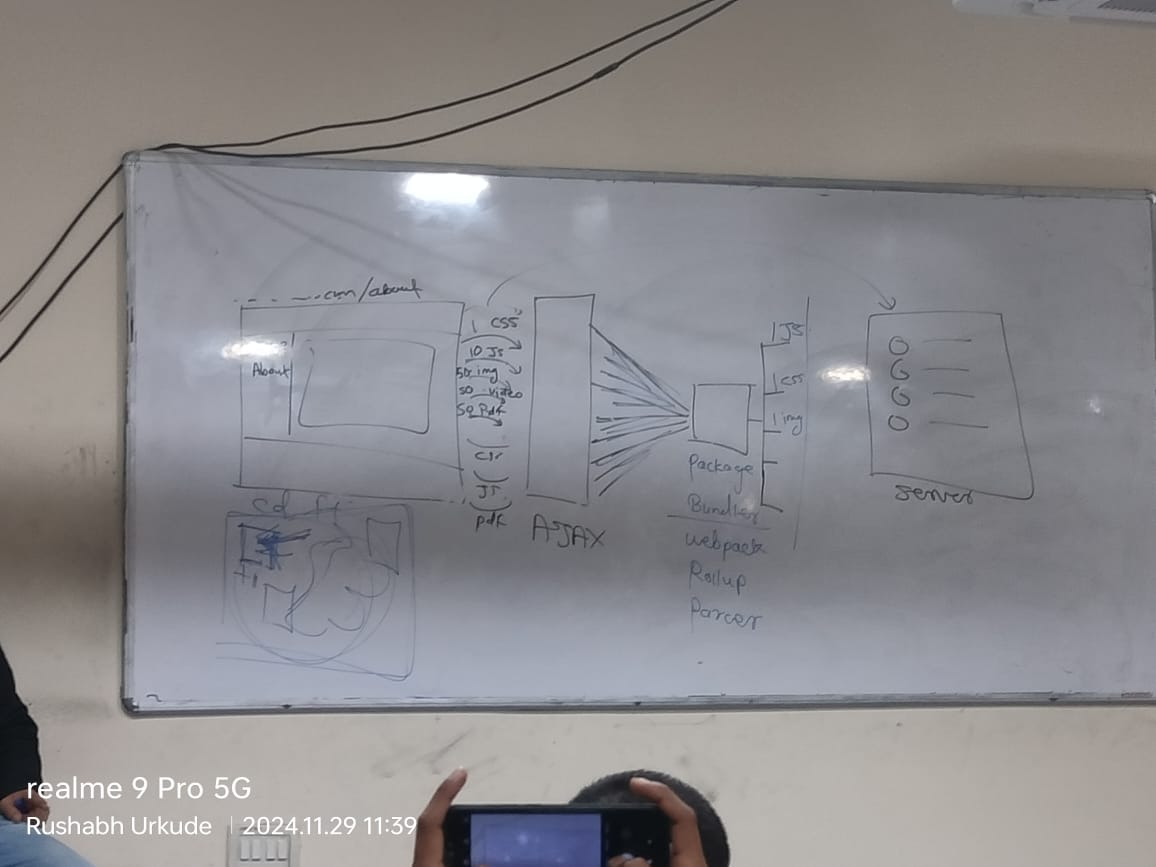 - - - ---.com/about
About
1 CSS
10 JS
50 img
50 video
50 Pdf
JS
pdf
AJAX
Package
Bundler
webpack
Rollup
Parcer
1 JS
1 css
1 img
server
realme 9 Pro 5G
Rushabh Urkude | 2024.11.29 11:39